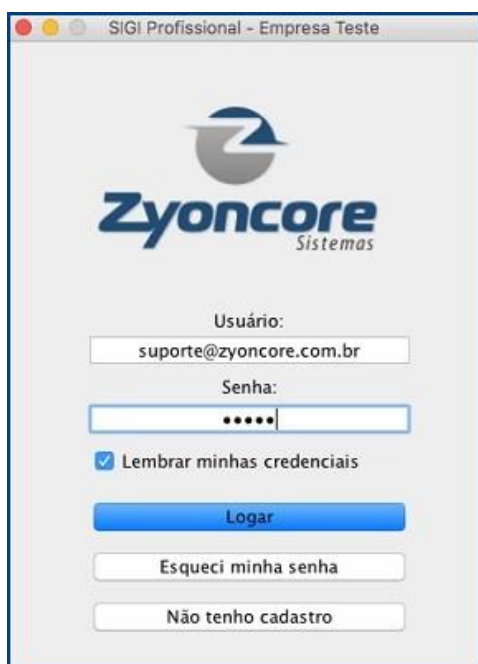 SIGI Profissional - Empresa Teste
Zyoncore
Sistemas
Usuário:
suporte@zyoncore.com.br
Senha:
•••••
Lembrar minhas credenciais
Logar
Esqueci minha senha
Não tenho cadastro